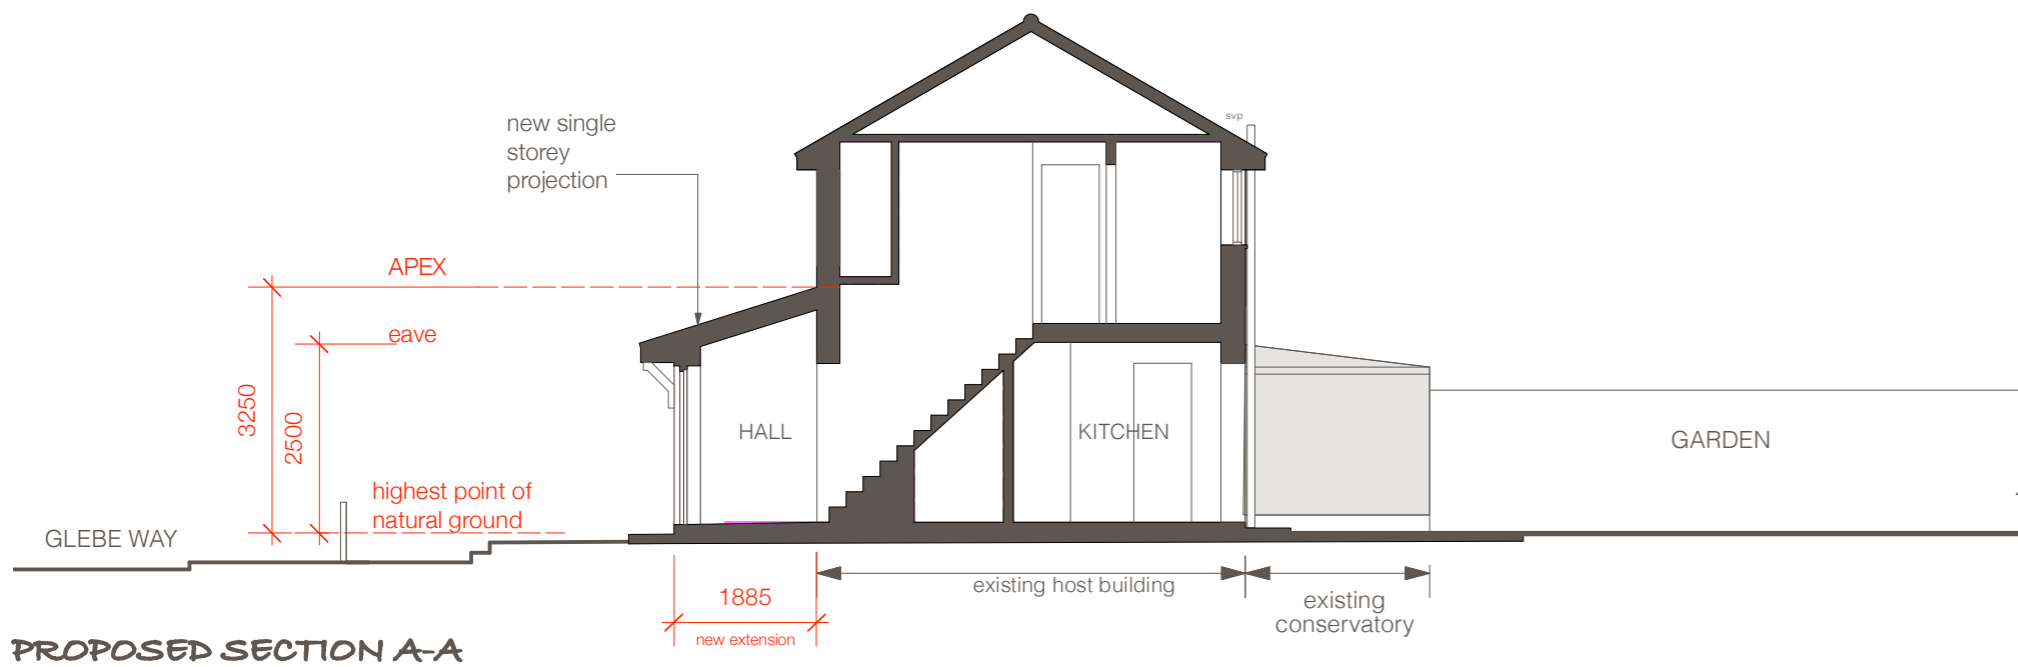 svp
new single
storey
projection
APEX
eave
3250
2500
highest point of
natural ground
GLEBE WAY
HALL
KITCHEN
GARDEN
1885
new extension
existing host building
existing
conservatory
PROPOSED SECTION A-A